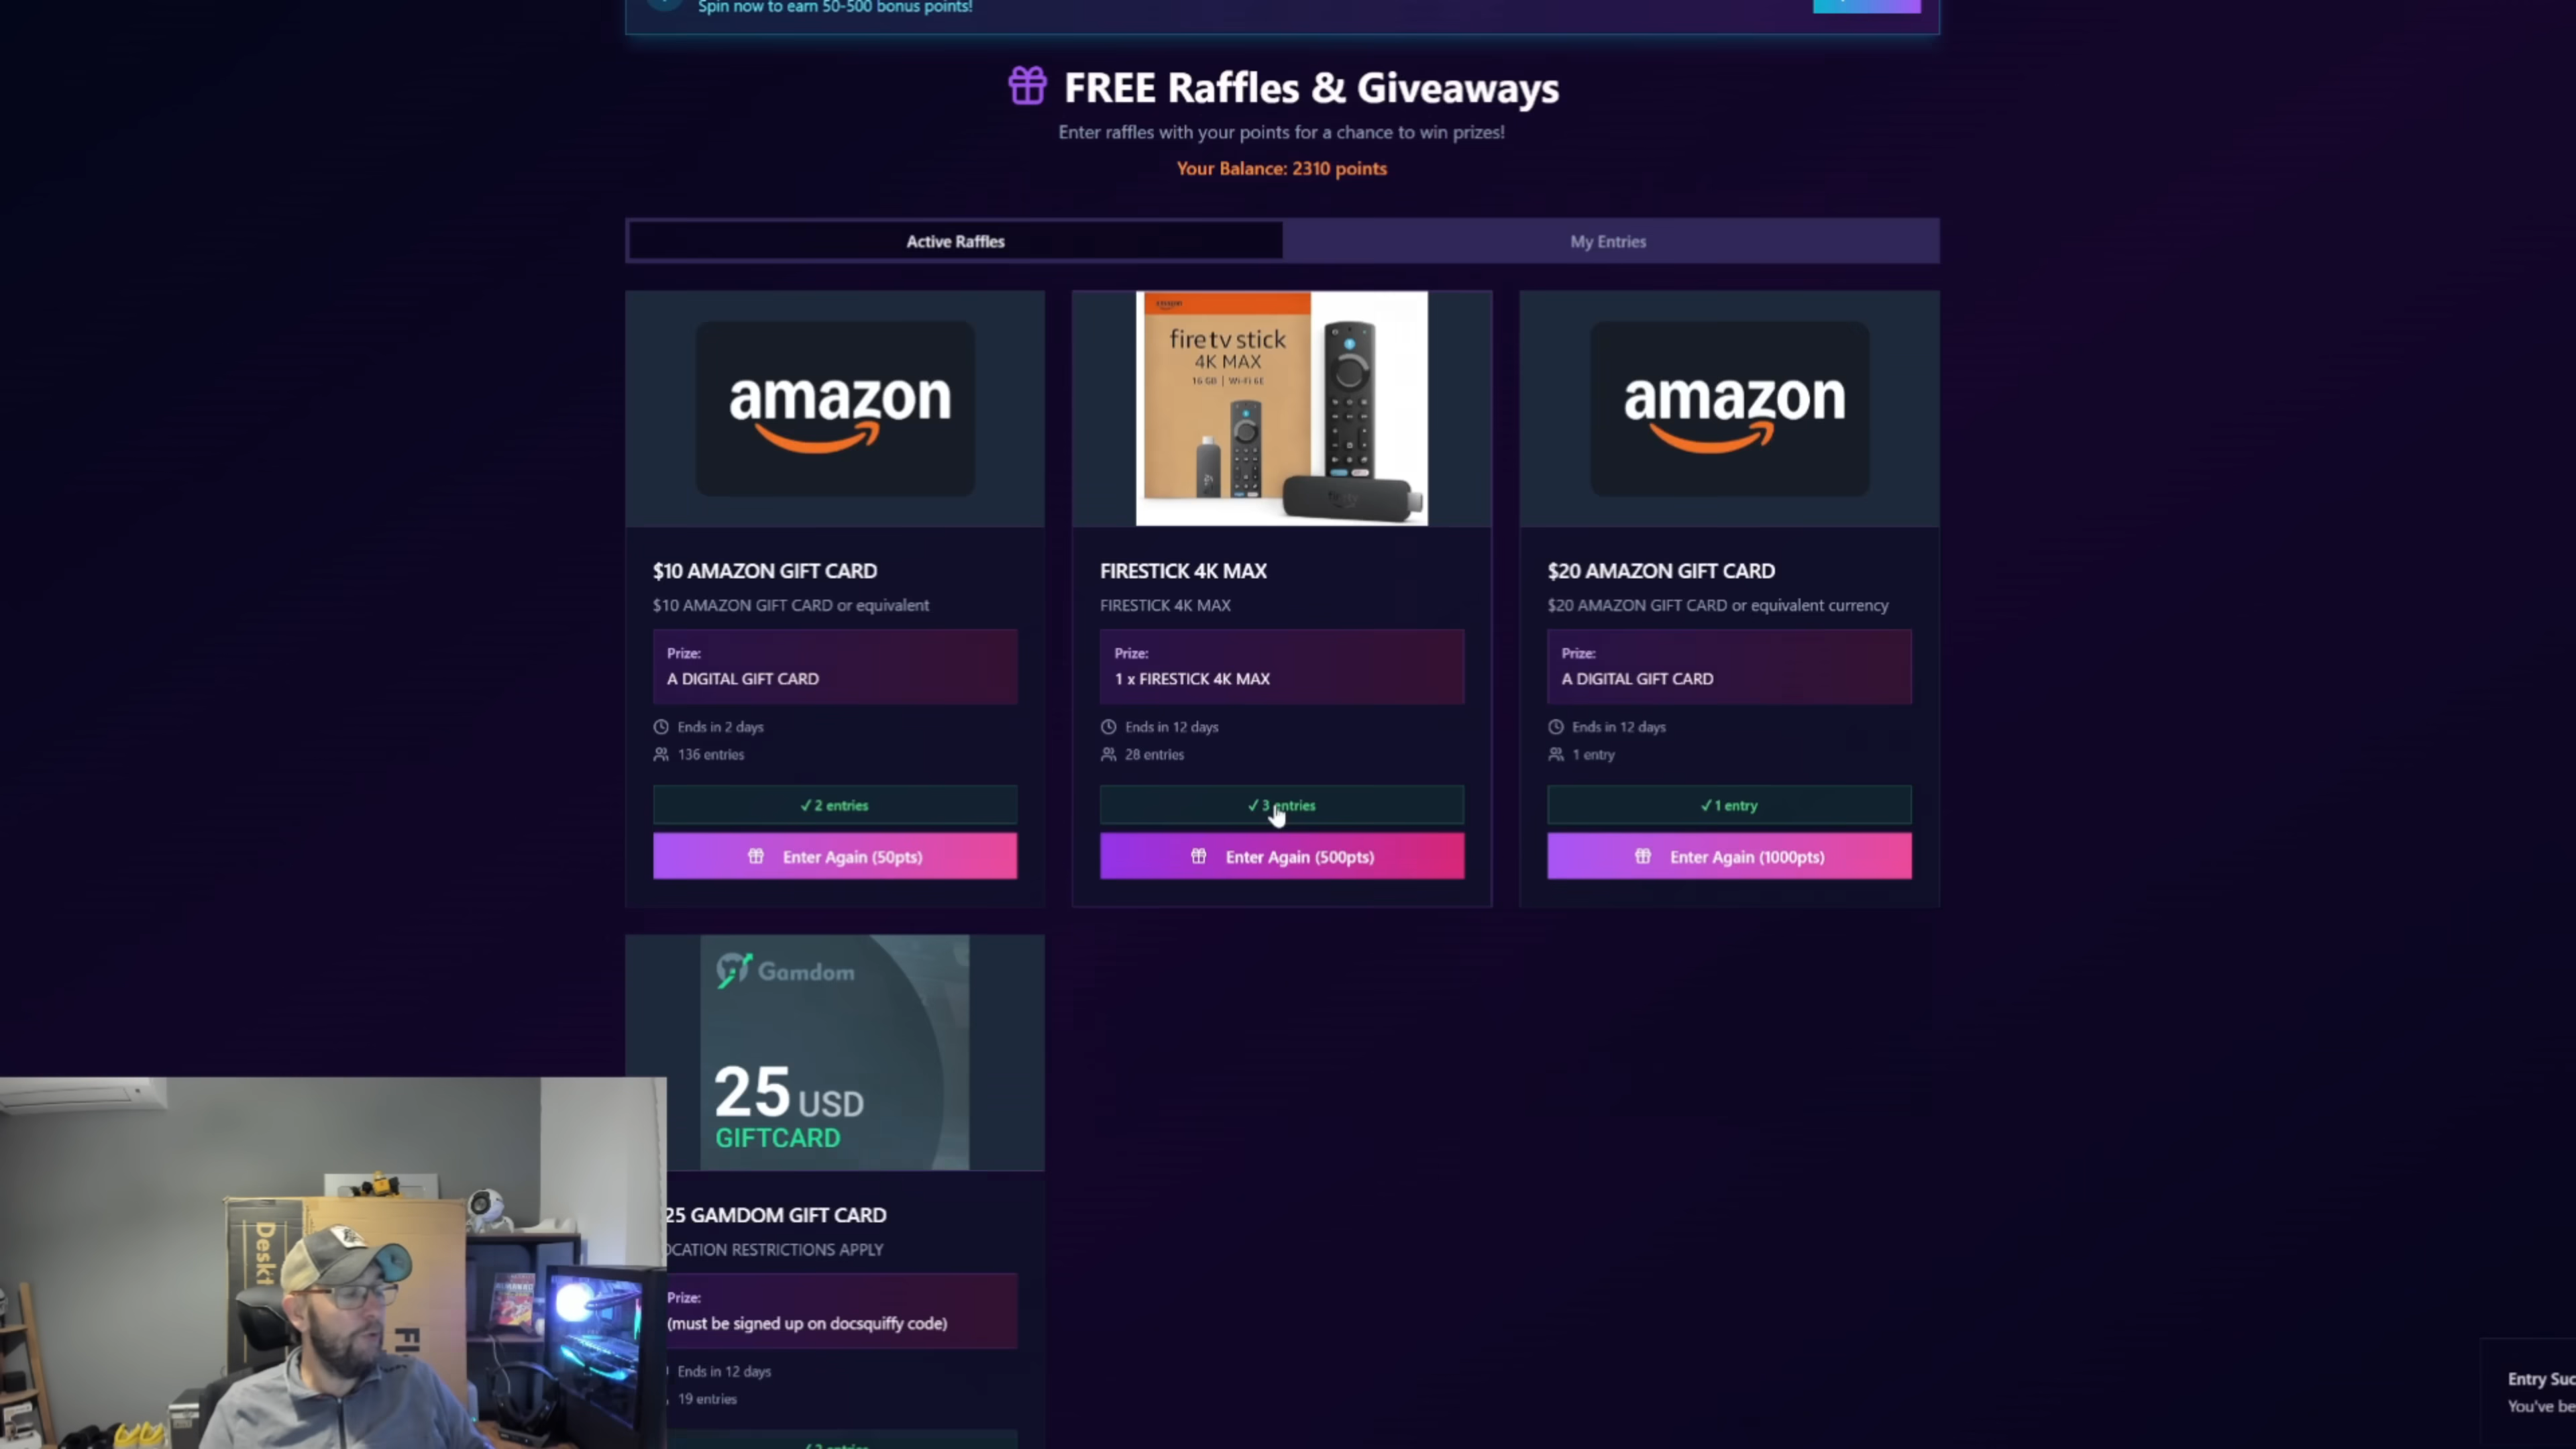 Spin now to earn 50-500 bonus points!
FREE Raffles & Giveaways
Enter raffles with your points for a chance to win prizes!
Your Balance: 2310 points
Active Raffles
My Entries
amazon
fire tv stick
4K MAX
16 GB | Wi-Fi 6E
amazon
$10 AMAZON GIFT CARD
$10 AMAZON GIFT CARD or equivalent
Prize:
A DIGITAL GIFT CARD
Ends in 2 days
136 entries
✓ 2 entries
Enter Again (50pts)
FIRESTICK 4K MAX
FIRESTICK 4K MAX
Prize:
1 x FIRESTICK 4K MAX
Ends in 12 days
28 entries
✓ 3 entries
Enter Again (500pts)
$20 AMAZON GIFT CARD
$20 AMAZON GIFT CARD or equivalent currency
Prize:
A DIGITAL GIFT CARD
Ends in 12 days
1 entry
✓ 1 entry
Enter Again (1000pts)
Gamdom
25 USD
GIFTCARD
25 GAMDOM GIFT CARD
OCATION RESTRICTIONS APPLY
Prize:
(must be signed up on docsquiffy code)
Ends in 12 days
19 entries
Deskt
Entry Suc
You've be